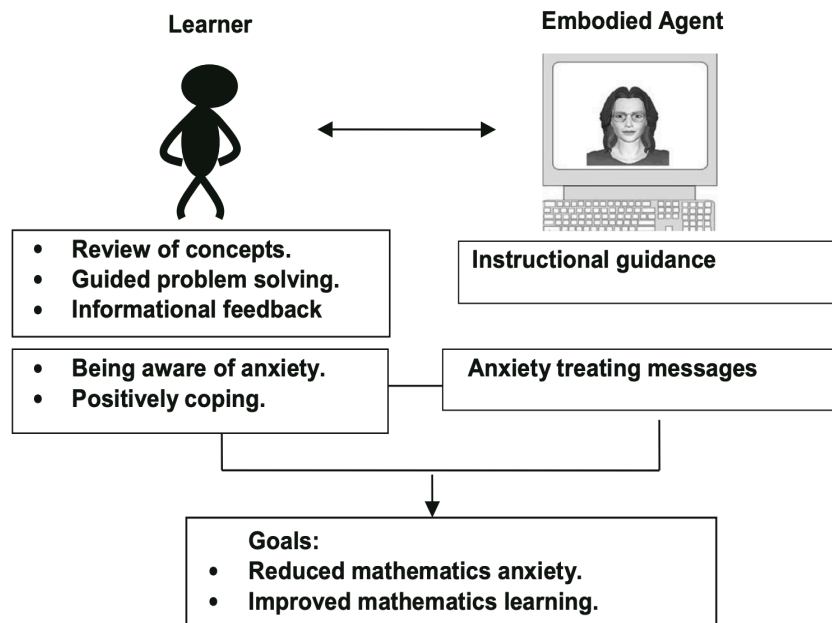 Learner
Embodied Agent
• Review of concepts.
• Guided problem solving.
• Informational feedback
Instructional guidance
• Being aware of anxiety.
• Positively coping.
Anxiety treating messages
Goals:
• Reduced mathematics anxiety.
• Improved mathematics learning.